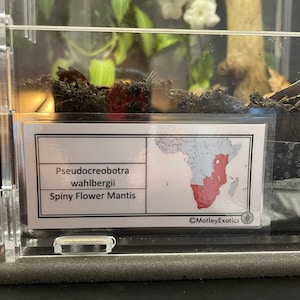 Pseudocreobotra
wahlbergii
Spiny Flower Mantis
©MotleyExotics